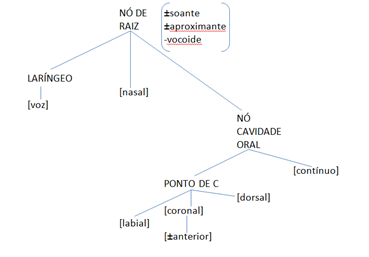 NÓ DE
RAIZ
±soante
±aproximante
-vocoide
LARÍNGEO
[voz]
[nasal]
NÓ
CAVIDADE
ORAL
PONTO DE C
[contínuo]
[labial]
[coronal]
[dorsal]
[±anterior]